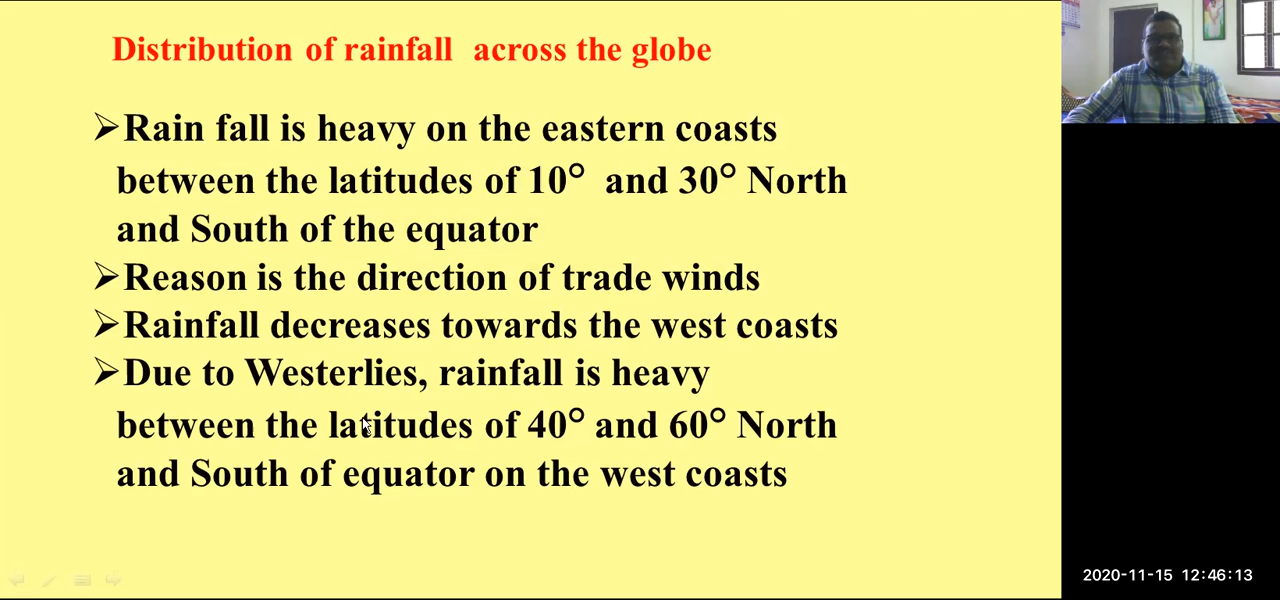 Distribution of rainfall across the globe
➢Rain fall is heavy on the eastern coasts
between the latitudes of 10° and 30° North
and South of the equator
➢Reason is the direction of trade winds
➢Rainfall decreases towards the west coasts
➢Due to Westerlies, rainfall is heavy
between the latitudes of 40° and 60° North
and South of equator on the west coasts
2020-11-15 12:46:13